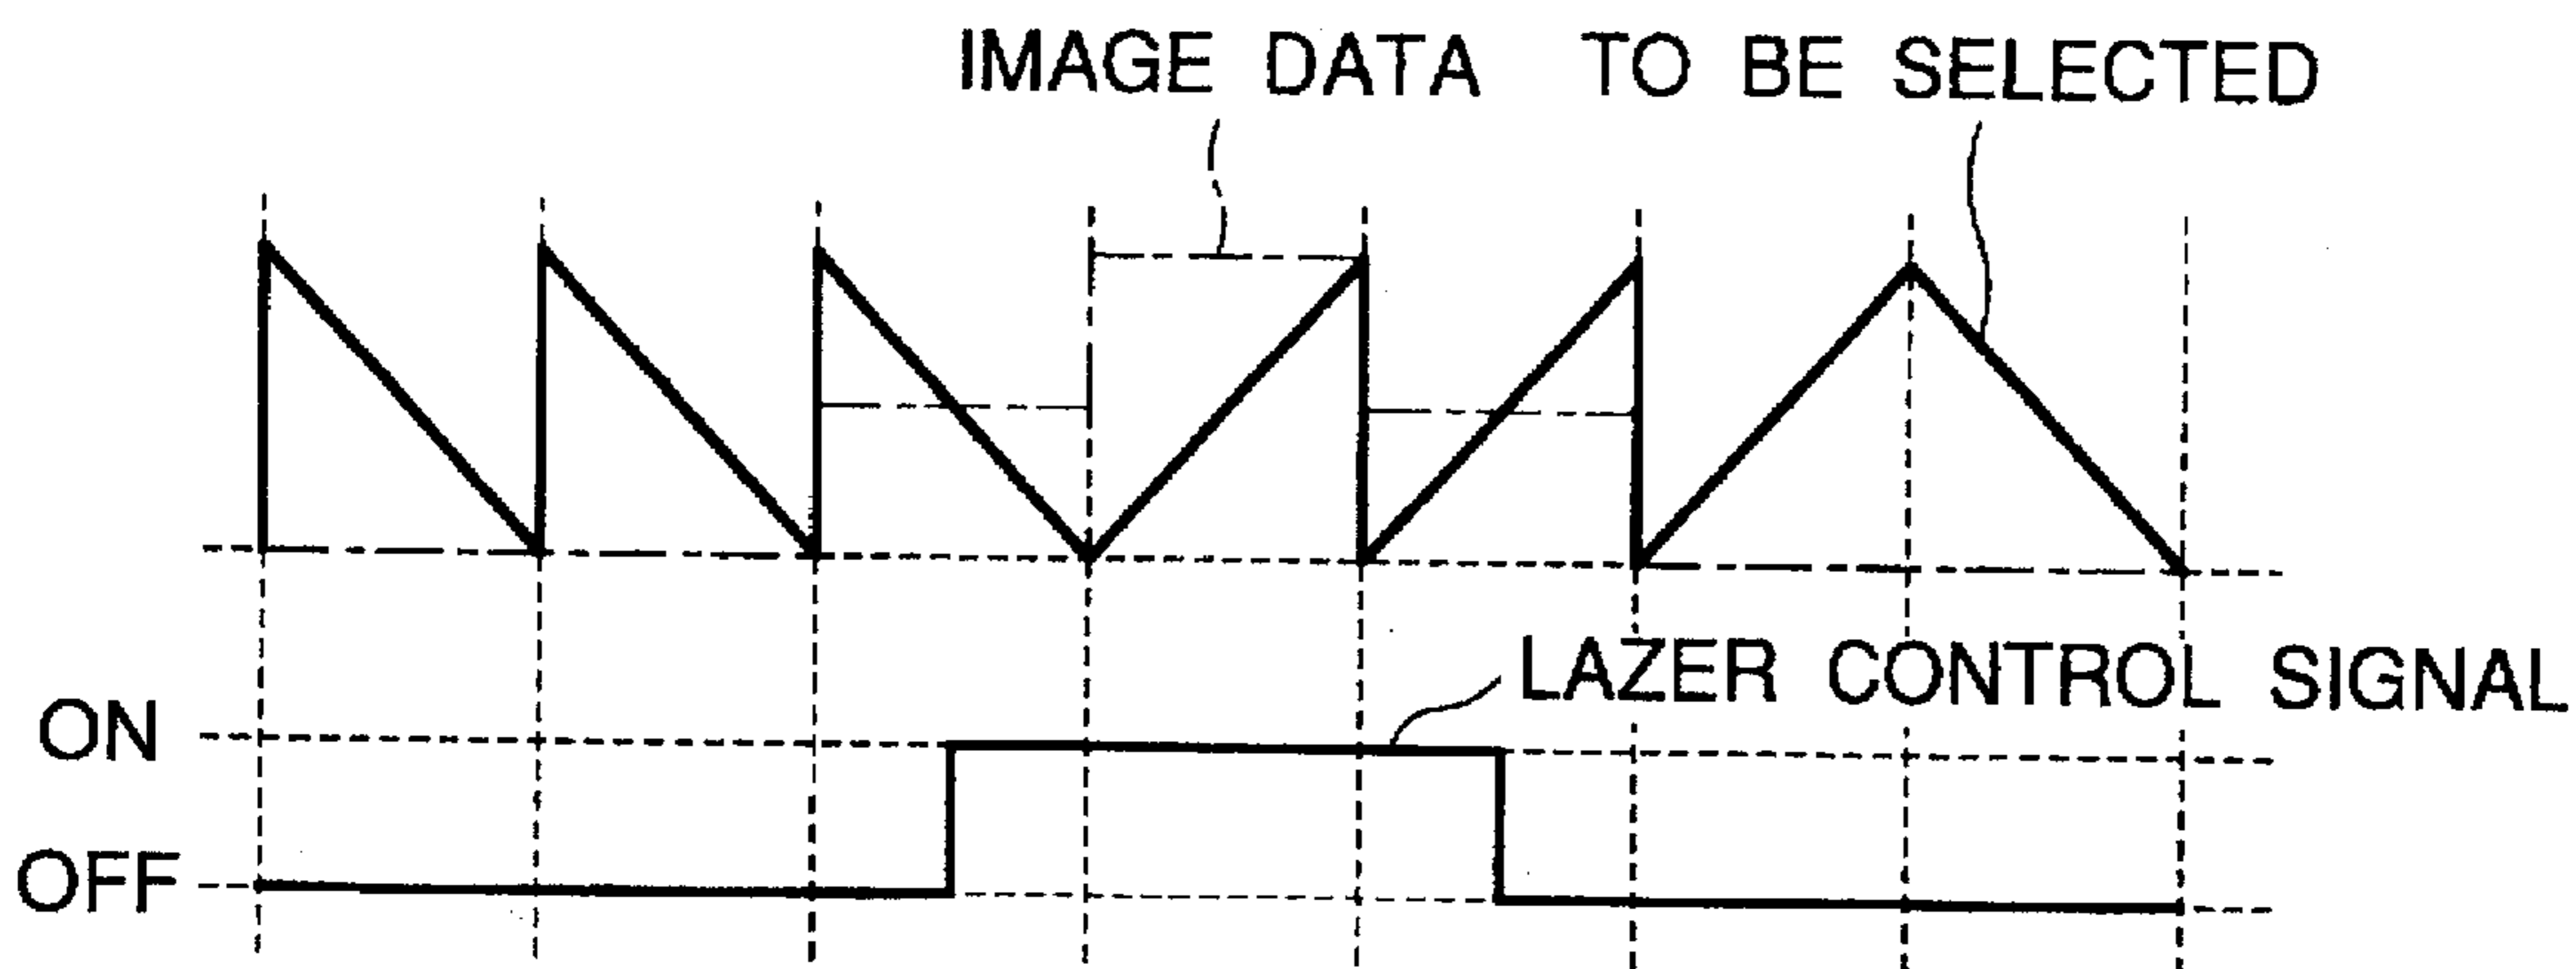 IMAGE DATA TO BE SELECTED
LAZER CONTROL SIGNAL
ON
OFF